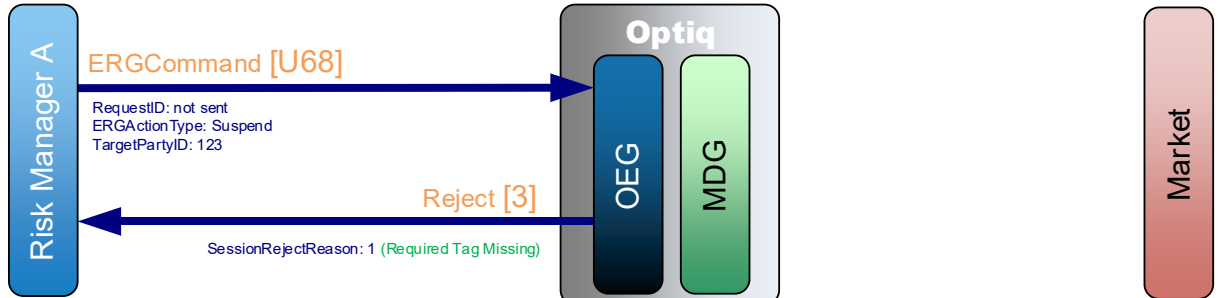 Optiq
Risk Manager A
ERGCommand [U68]
RequestID: not sent
ERGActionType: Suspend
TargetPartyID: 123
OEG
MDG
Market
Reject [3]
SessionRejectReason: 1 (Required Tag Missing)